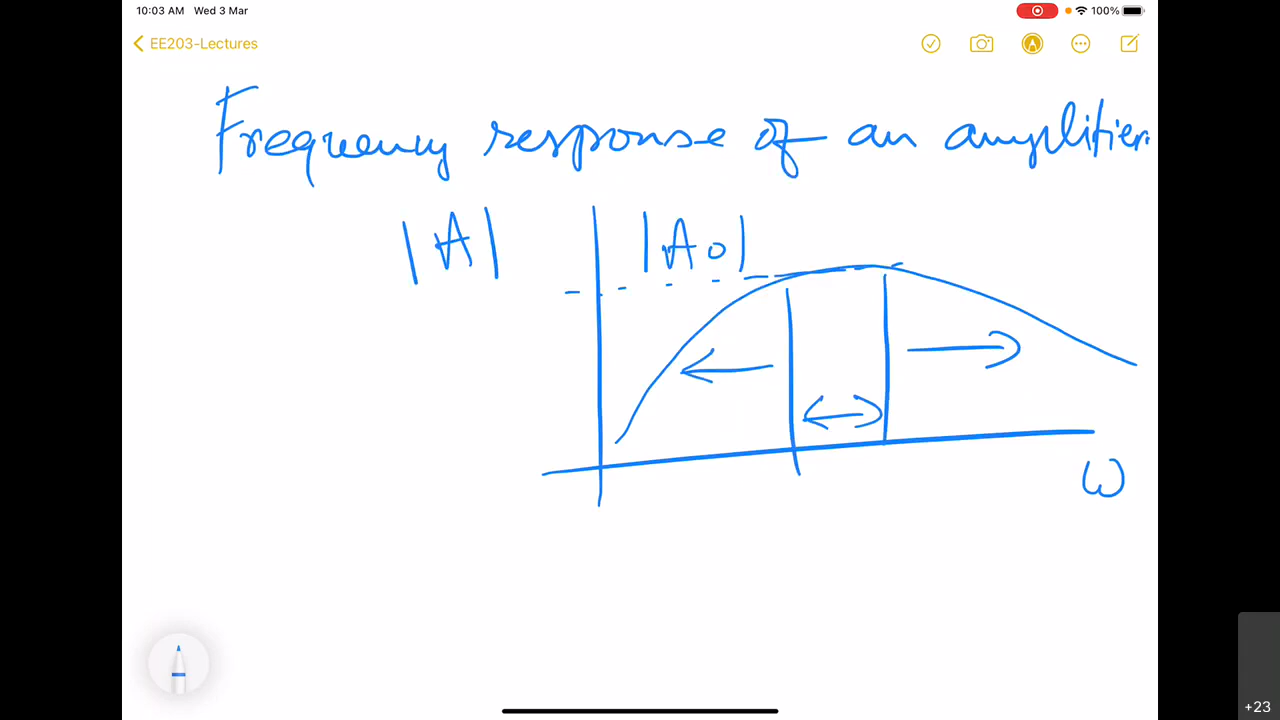 10:03 AM Wed 3 Mar 100%
EE203-Lectures
Frequency response of an amplifier.
|A| |A0|
ω
+23